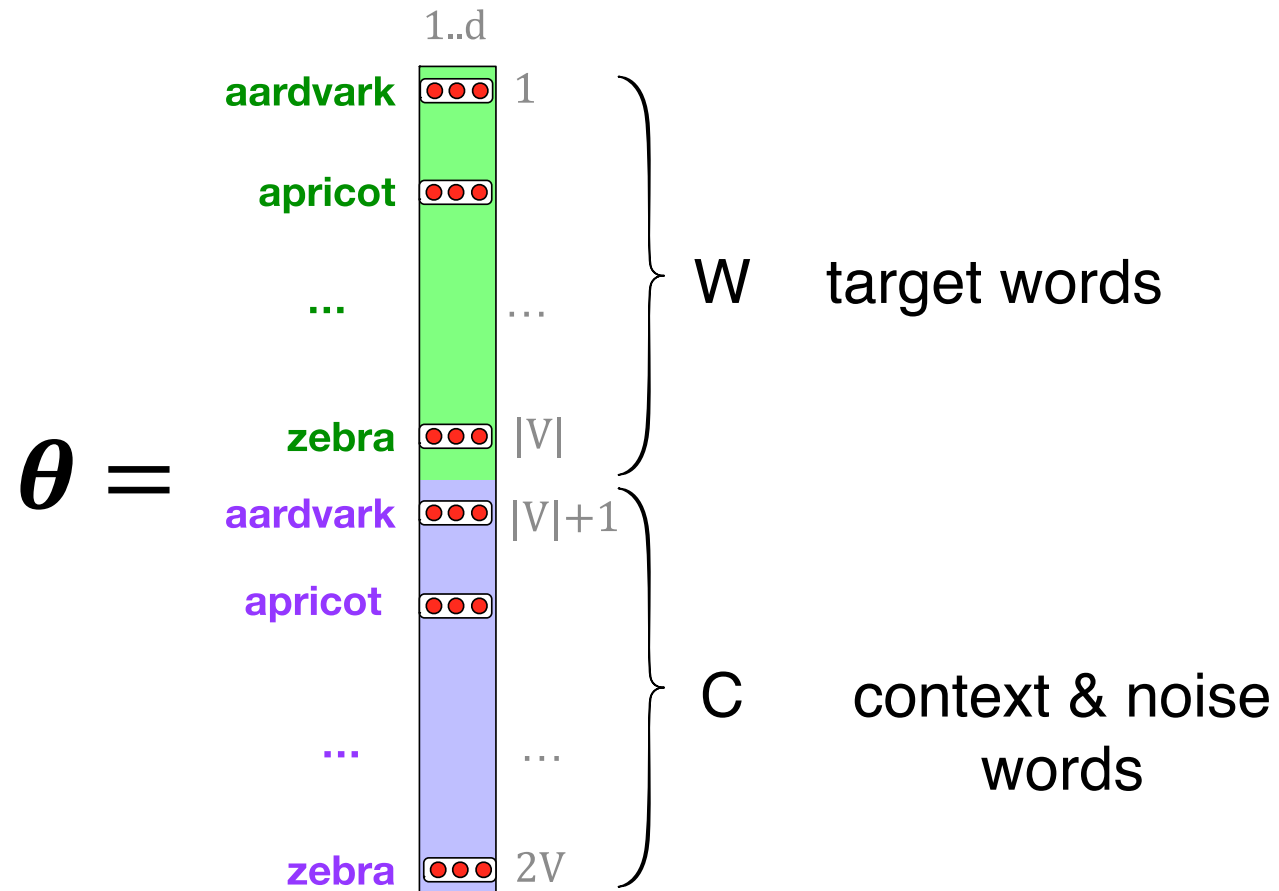 1..d
aardvark 1
apricot
... ...
zebra |V|
W target words
θ =
aardvark |V|+1
apricot
C context & noise
words
... ...
zebra 2V